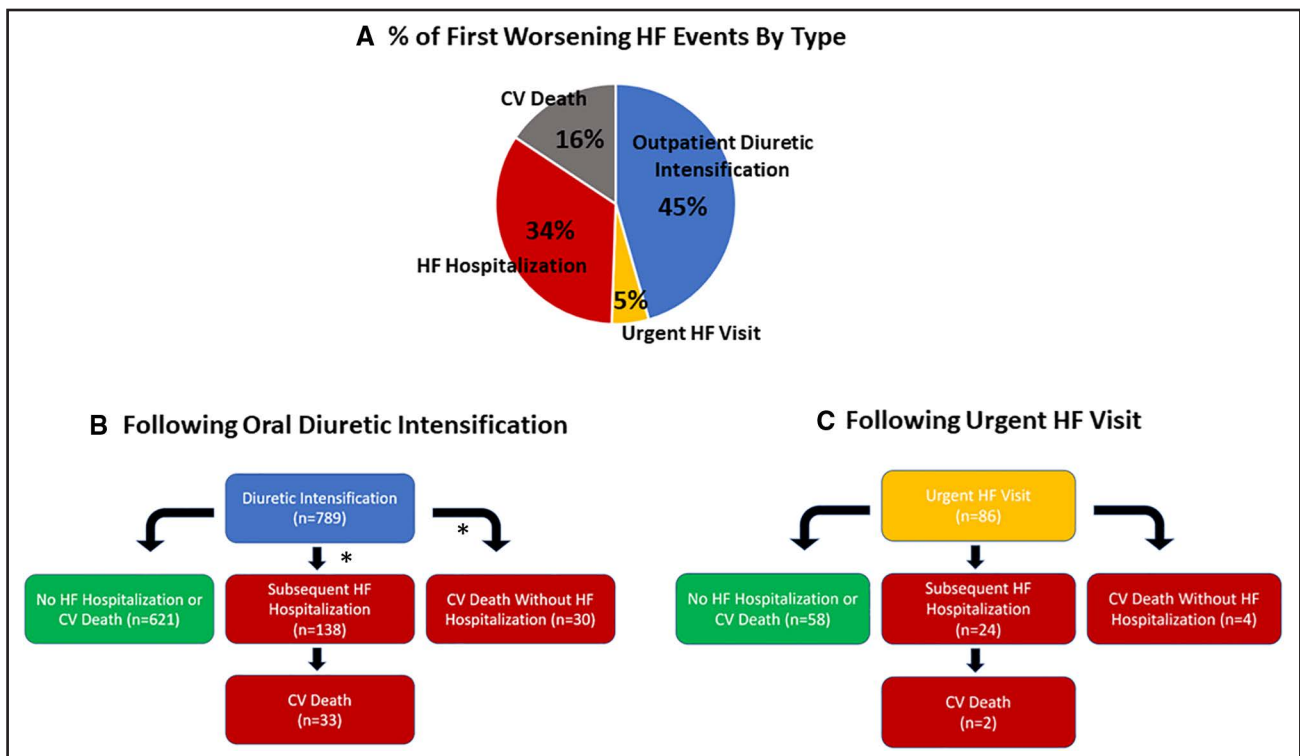 A % of First Worsening HF Events By Type
CV Death
16%
Outpatient Diuretic
Intensification
45%
34%
HF Hospitalization
5%
Urgent HF Visit
B Following Oral Diuretic Intensification
Diuretic Intensification
(n=789)
*
*
No HF Hospitalization or
CV Death (n=621)
Subsequent HF
Hospitalization
(n=138)
CV Death Without HF
Hospitalization (n=30)
CV Death
(n=33)
C Following Urgent HF Visit
Urgent HF Visit
(n=86)
No HF Hospitalization or
CV Death (n=58)
Subsequent HF
Hospitalization
(n=24)
CV Death Without HF
Hospitalization (n=4)
CV Death
(n=2)